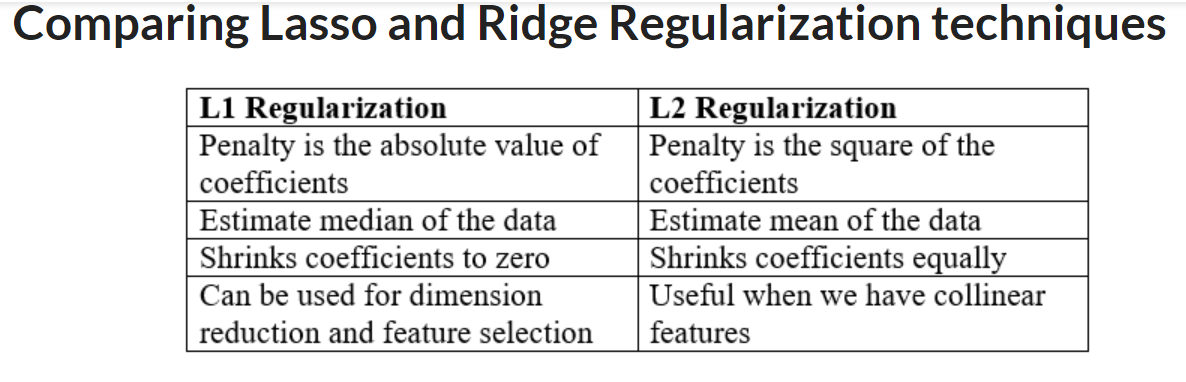 Comparing Lasso and Ridge Regularization techniques
L1 Regularization
L2 Regularization
Penalty is the absolute value of
coefficients
Penalty is the square of the
coefficients
Estimate median of the data
Estimate mean of the data
Shrinks coefficients to zero
Shrinks coefficients equally
Can be used for dimension
reduction and feature selection
Useful when we have collinear
features